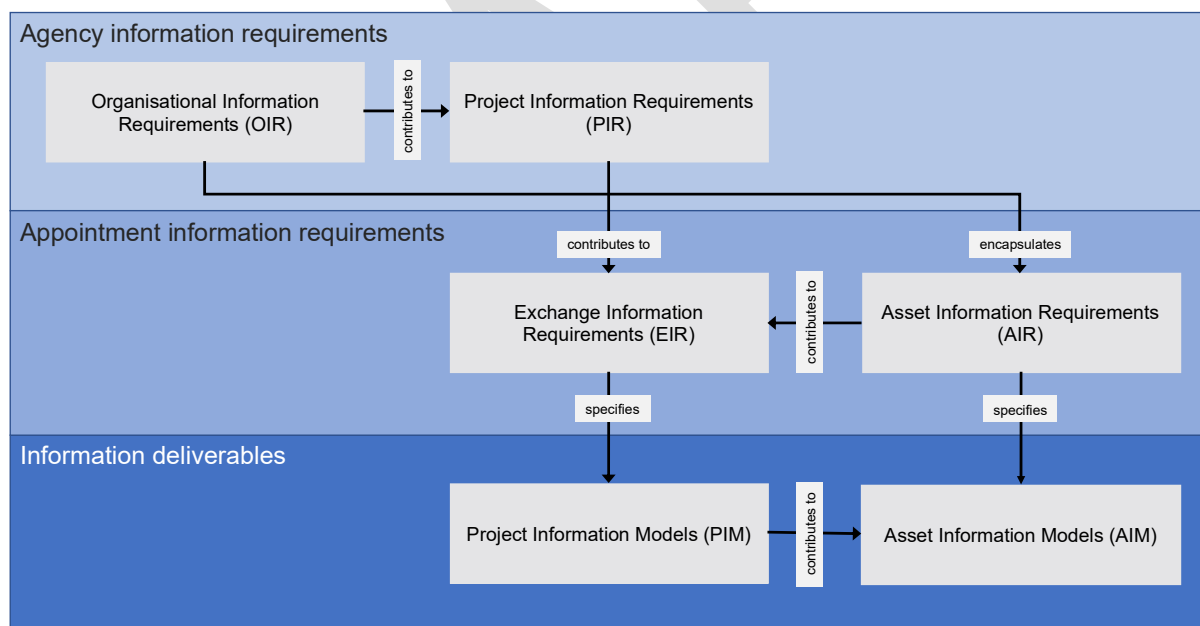 Agency information requirements
Organisational Information
Requirements (OIR)
contributes to
Project Information Requirements
(PIR)
Appointment information requirements
contributes to
encapsulates
Exchange Information
Requirements (EIR)
contributes to
Asset Information Requirements
(AIR)
specifies
specifies
Information deliverables
Project Information Models (PIM)
contributes to
Asset Information Models (AIM)